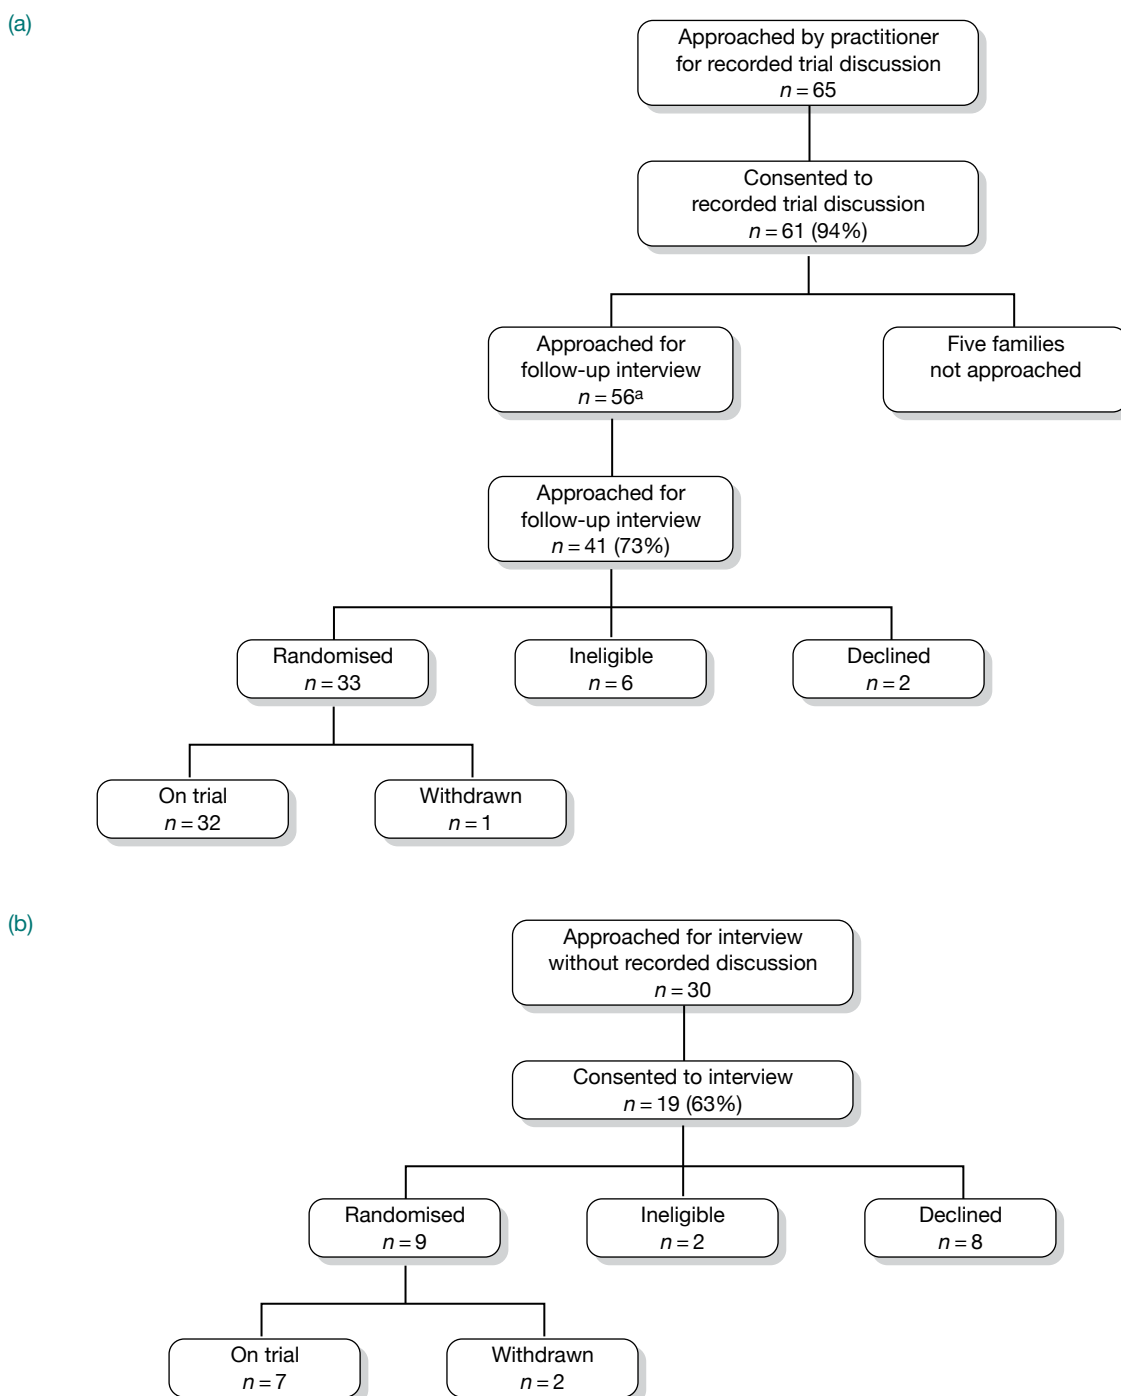 (a)
Approached by practitioner
for recorded trial discussion
n = 65
Consented to
recorded trial discussion
n = 61 (94%)
Approached for
follow-up interview
n = 56ᵃ
Five families
not approached
Approached for
follow-up interview
n = 41 (73%)
Randomised
n = 33
Ineligible
n = 6
Declined
n = 2
On trial
n = 32
Withdrawn
n = 1
(b)
Approached for interview
without recorded discussion
n = 30
Consented to interview
n = 19 (63%)
Randomised
n = 9
Ineligible
n = 2
Declined
n = 8
On trial
n = 7
Withdrawn
n = 2